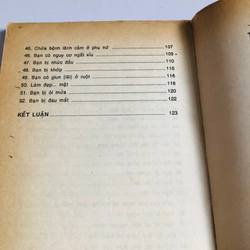 45. Chữa bệnh lãnh cảm ở phụ nữ 107
46. Bạn có nguy cơ ngất xỉu 109
47. Bạn bị nhức đầu 110
48. Bạn bị khớp 115
49. Bạn có giun (lãi) ở ruột 116
50. Làm đẹp... mặt 118
51. Bạn bị ói mửa 120
52. Bạn bị đau mắt 122
KẾT LUẬN 123